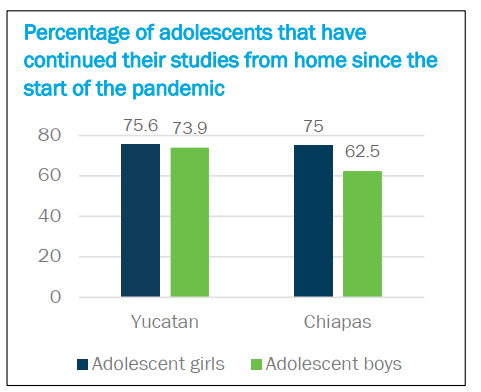 Percentage of adolescents that have
continued their studies from home since the
start of the pandemic
75.6 73.9 75
62.5
80
60
40
20
0
Yucatan Chiapas
Adolescent girls Adolescent boys